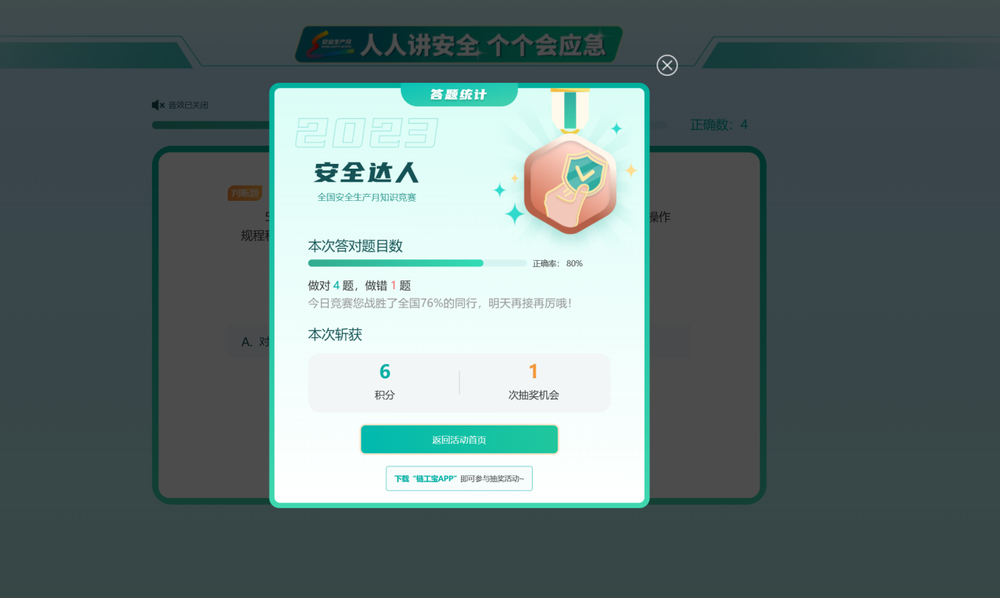 安全生产月
人人讲安全 个个会应急
音效已关闭
答题统计
正确数：4
2023
安全达人
全国安全生产月知识竞赛
判断题
5
操作
规程
本次答对题目数
正确率： 80%
做对 4 题，做错 1 题
今日竞赛您战胜了全国76%的同行，明天再接再厉哦！
本次斩获
A. 对
6
1
积分
次抽奖机会
返回活动首页
下载“链工宝APP”即可参与抽奖活动~